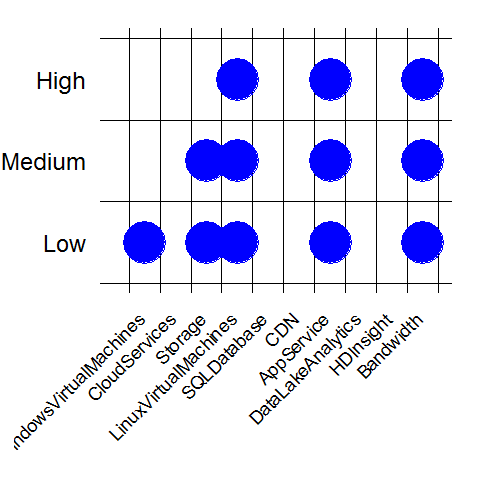 High
Medium
Low
ndowsVirtualMachines
CloudServices
Storage
LinuxVirtualMachines
SQLDatabase
CDN
AppService
DataLakeAnalytics
HDInsight
Bandwidth